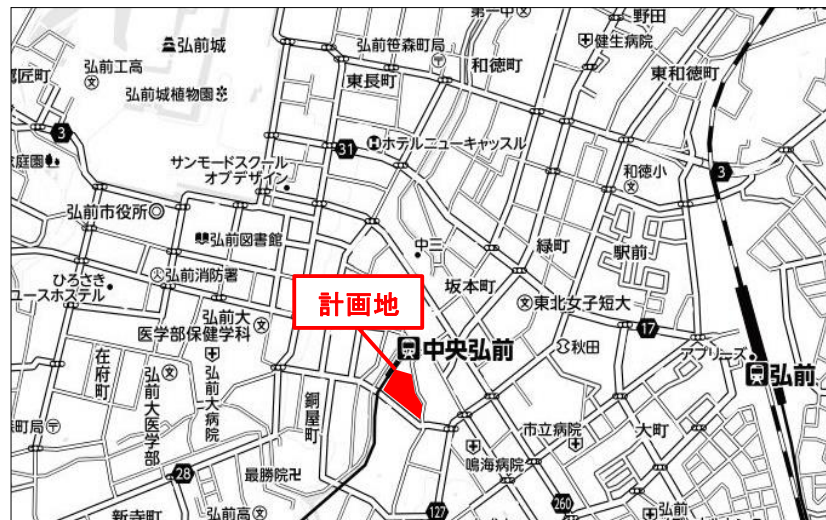 第一中
野田
弘前城
弘前笹森町局
健生病院
和徳町
匠町
弘前工高
東長町
東和徳町
弘前城植物園
3
31
ホテルニューキャッスル
家庭園
サンモードスクール
オブデザイン
和徳小
3
弘前市役所
弘前図書館
中三
緑町
駅前
弘前消防署
ひろさき
ユースホステル
坂本町
計画地
東北女子短大
弘前大
医学部保健学科
17
中央弘前
秋田
アプリーズ
弘前
在府町
弘前大医学部
弘前大病院
銅屋町
市立病院
大町
町局
鳴海病院
28
最勝院
新寺町
弘前高
127
260
弘前